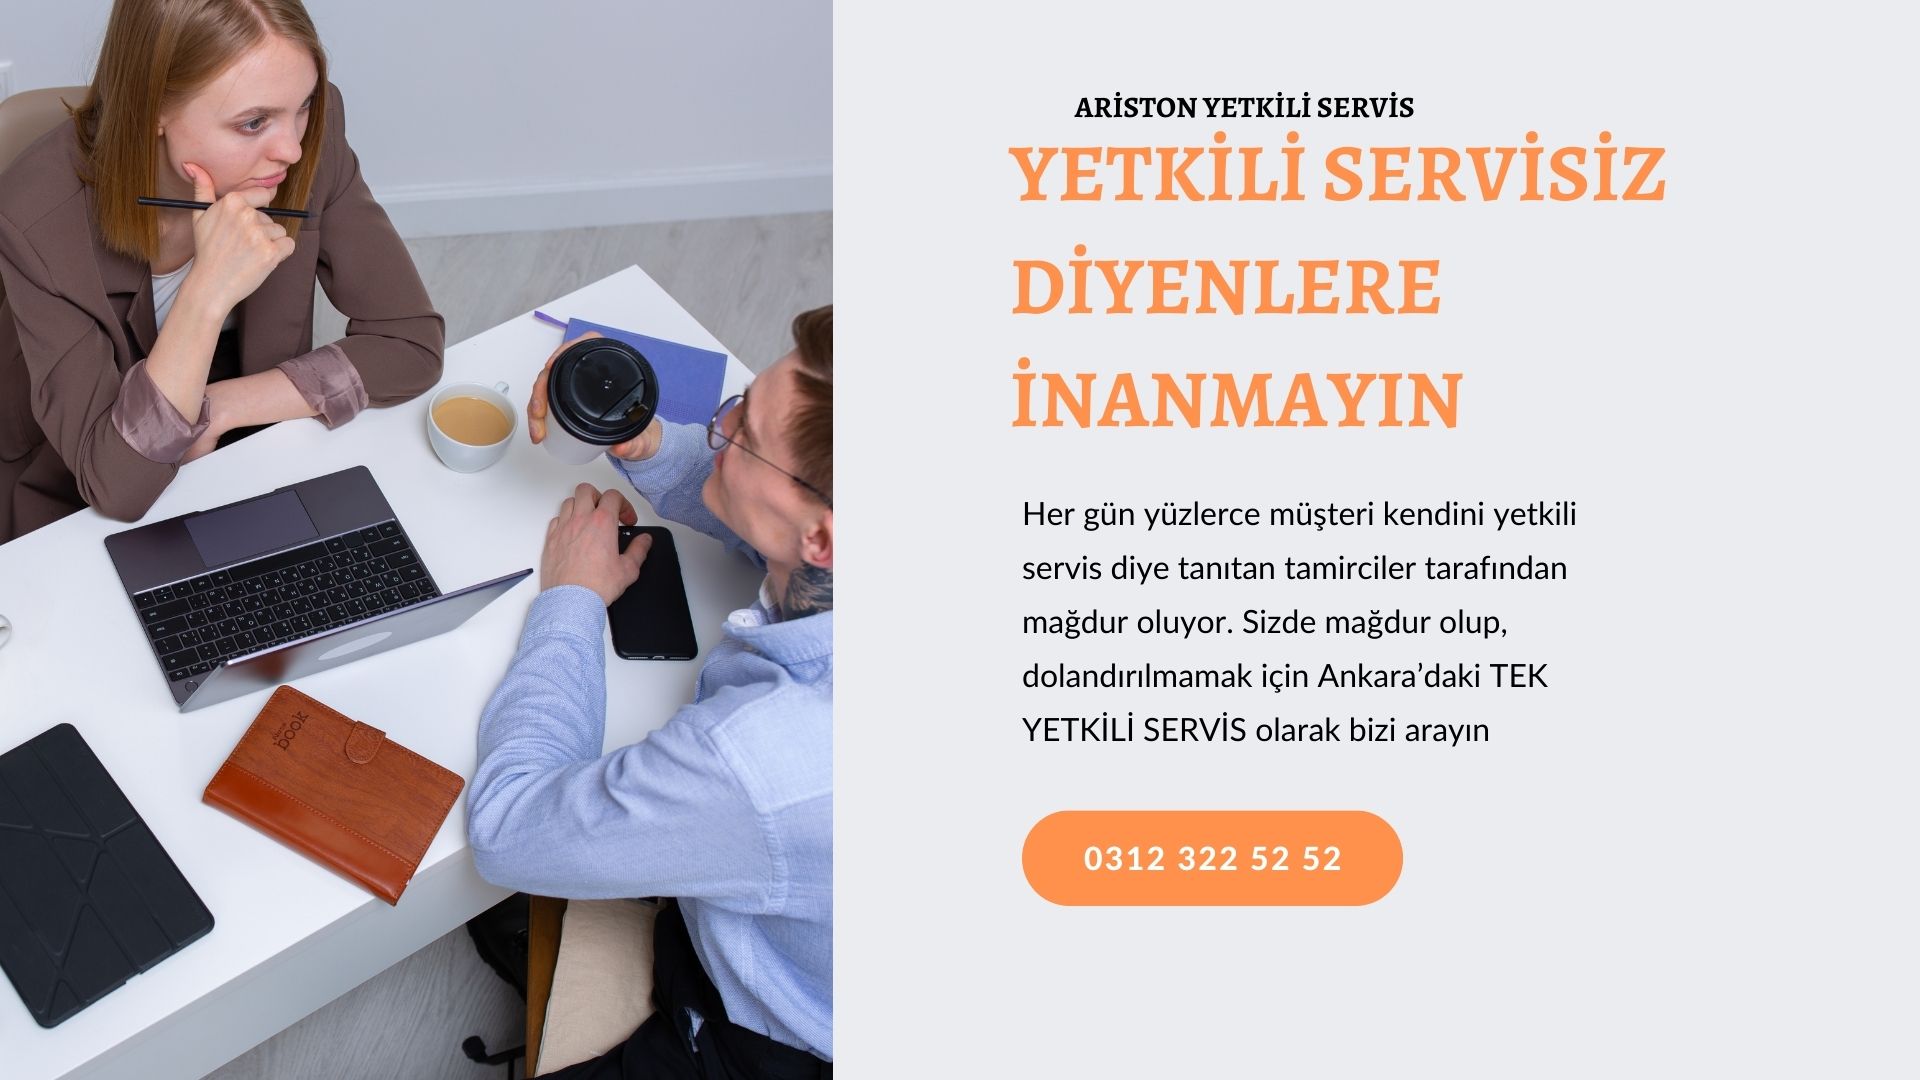 ARİSTON YETKİLİ SERVİS
YETKİLİ SERVİSİZ
DİYENLERE
İNANMAYIN
Her gün yüzlerce müşteri kendini yetkili
servis diye tanıtan tamirciler tarafından
mağdur oluyor. Sizde mağdur olup,
dolandırılmamak için Ankara’daki TEK
YETKİLİ SERVİS olarak bizi arayın
0312 322 52 52
book